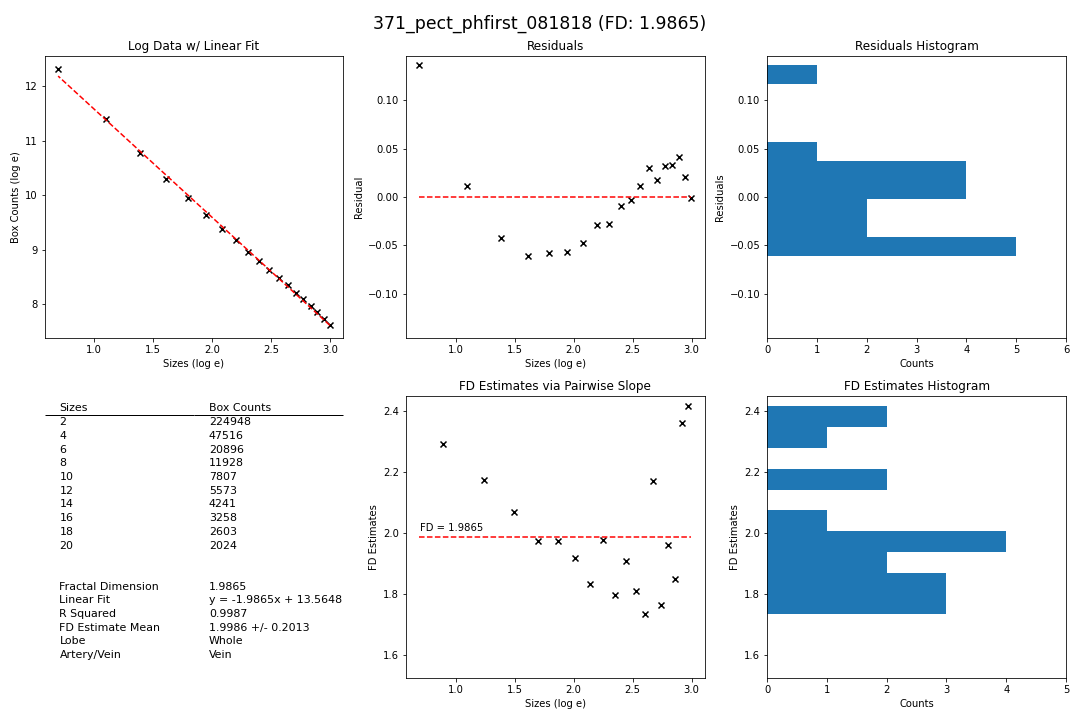 371_pect_phfirst_081818 (FD: 1.9865)
Log Data w/ Linear Fit
Box Counts (log e)
12
11
10
9
8
1.0 1.5 2.0 2.5 3.0
Sizes (log e)
Residuals
Residual
0.10
0.05
0.00
−0.05
−0.10
1.0 1.5 2.0 2.5 3.0
Sizes (log e)
Residuals Histogram
Residuals
0.10
0.05
0.00
−0.05
−0.10
0 1 2 3 4 5 6
Counts
Sizes Box Counts
2 224948
4 47516
6 20896
8 11928
10 7807
12 5573
14 4241
16 3258
18 2603
20 2024
Fractal Dimension 1.9865
Linear Fit y = -1.9865x + 13.5648
R Squared 0.9987
FD Estimate Mean 1.9986 +/- 0.2013
Lobe Whole
Artery/Vein Vein
FD Estimates via Pairwise Slope
FD Estimates
2.4
2.2
2.0
1.8
1.6
FD = 1.9865
1.0 1.5 2.0 2.5 3.0
Sizes (log e)
FD Estimates Histogram
FD Estimates
2.4
2.2
2.0
1.8
1.6
0 1 2 3 4 5
Counts